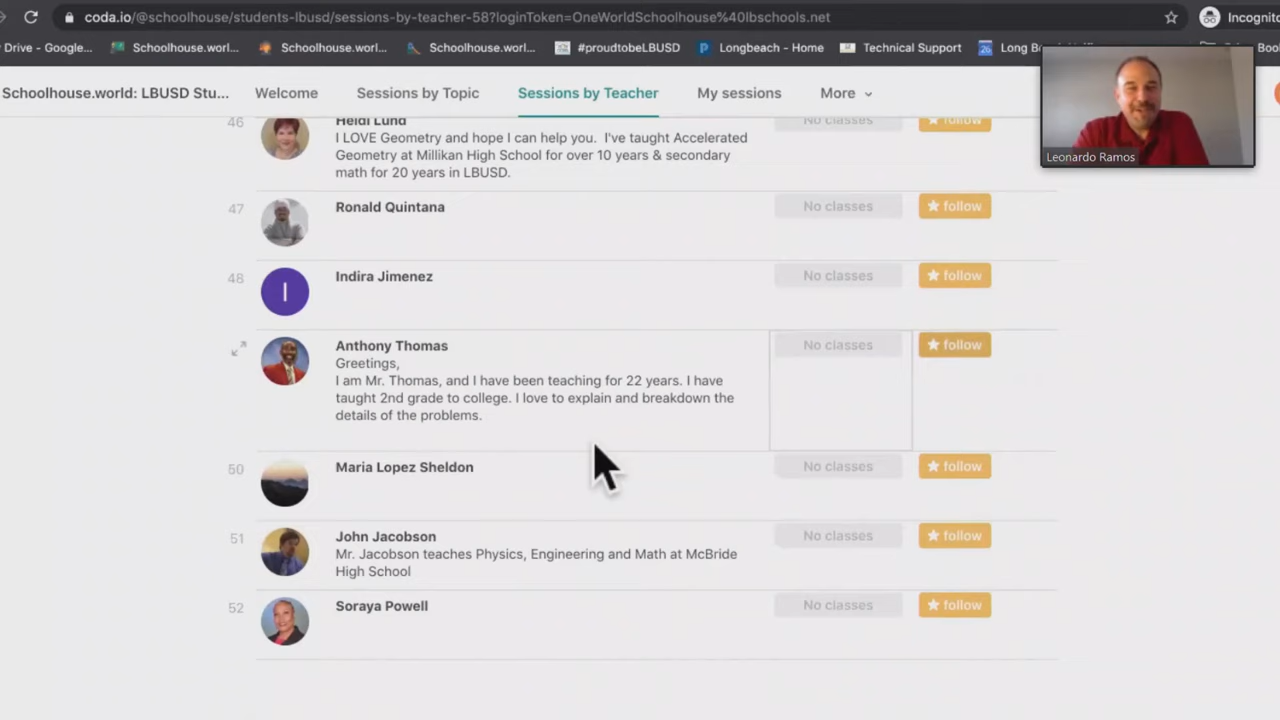 coda.io/@schoolhouse/students-lbusd/sessions-by-teacher-58?loginToken=OneWorldSchoolhouse%40lbschools.net
Incognito
Drive - Google...
Schoolhouse.worl...
Schoolhouse.worl...
Schoolhouse.worl...
#proudtobeLBUSD
Longbeach - Home
Technical Support
26
Schoolhouse.world: LBUSD Stu...
Welcome
Sessions by Topic
Sessions by Teacher
My sessions
More
Leonardo Ramos
46
Heidi Lund
No classes
follow
I LOVE Geometry and hope I can help you. I've taught Accelerated
Geometry at Millikan High School for over 10 years & secondary
math for 20 years in LBUSD.
47
Ronald Quintana
No classes
follow
48
I
Indira Jimenez
No classes
follow
Anthony Thomas
No classes
follow
Greetings,
I am Mr. Thomas, and I have been teaching for 22 years. I have
taught 2nd grade to college. I love to explain and breakdown the
details of the problems.
50
Maria Lopez Sheldon
No classes
follow
51
John Jacobson
No classes
follow
Mr. Jacobson teaches Physics, Engineering and Math at McBride
High School
52
Soraya Powell
No classes
follow